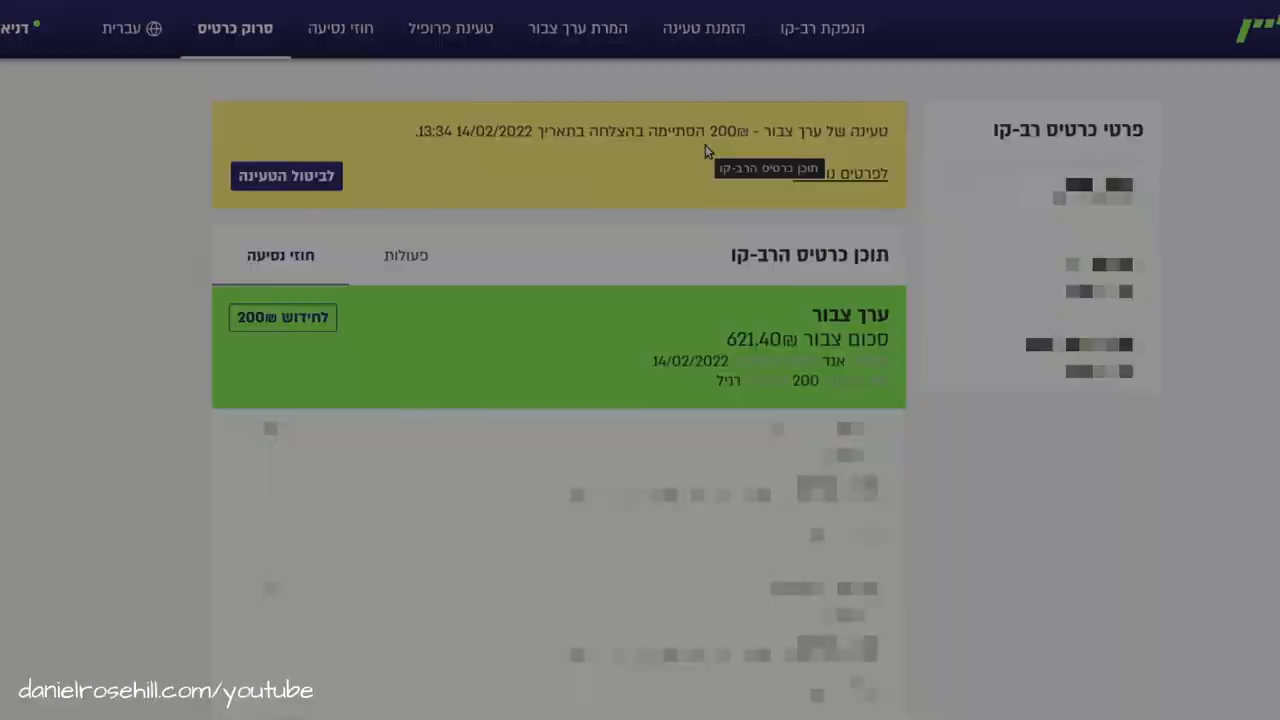 הנפקת רב-קו
הזמנת טעינה
המרת ערך צבור
טעינת פרופיל
חוזי נסיעה
סרוק כרטיס
עברית
דניא
פרטי כרטיס רב-קו
טעינה של ערך צבור - ₪200 הסתיימה בהצלחה בתאריך 14/02/2022 13:34.
לפרטים
תוכן כרטיס הרב-קו
לביטול הטעינה
תוכן כרטיס הרב-קו
פעולות
חוזי נסיעה
ערך צבור
סכום צבור ₪621.40
אגד 14/02/2022
200 רגיל
לחידוש ₪200
danielrosehill.com/youtube